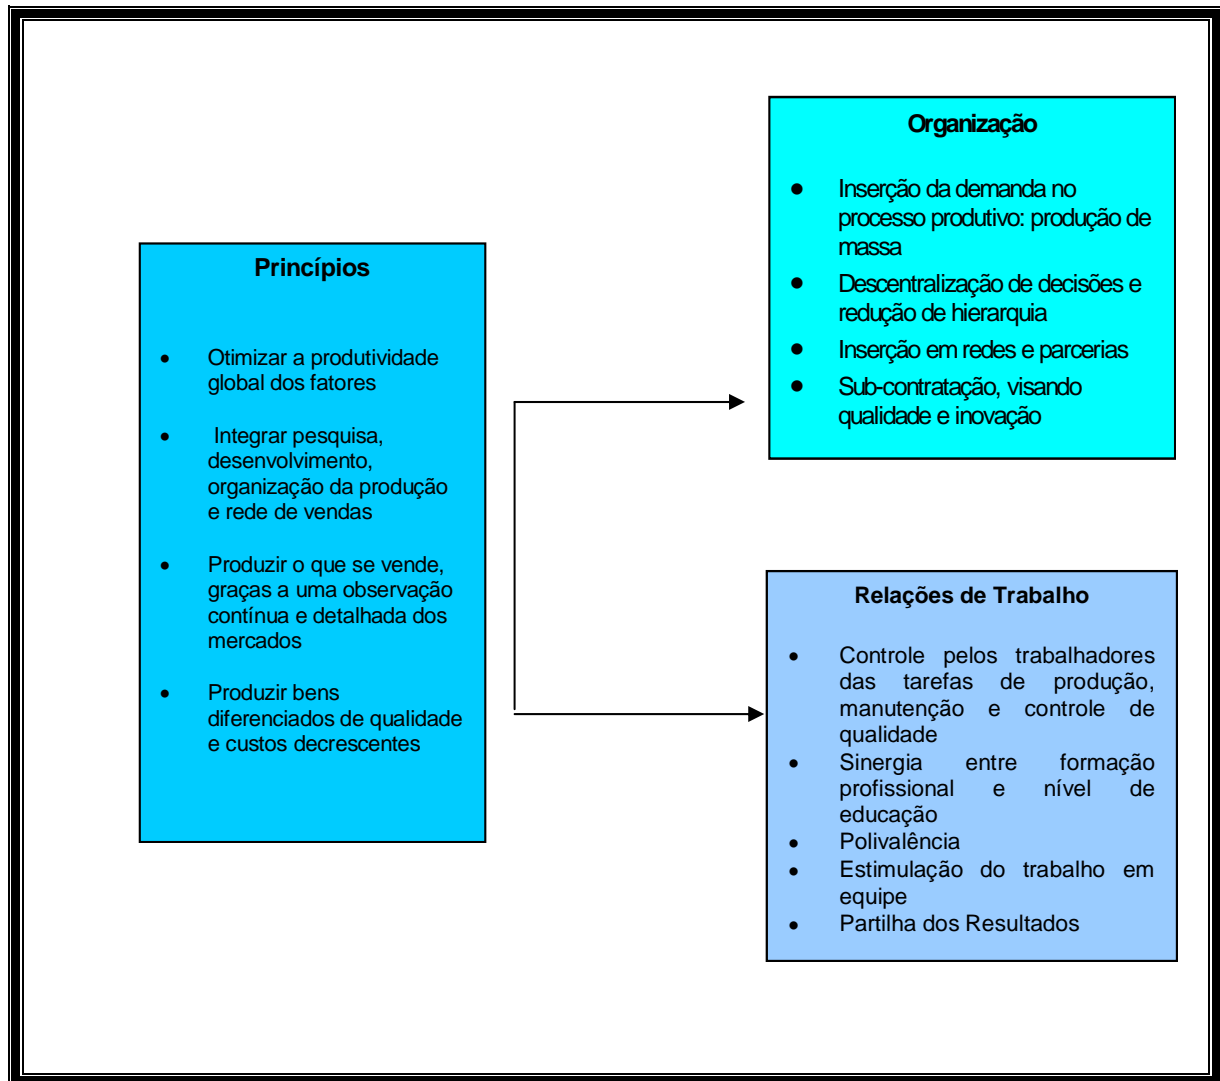 Princípios
• Otimizar a produtividade
global dos fatores
• Integrar pesquisa,
desenvolvimento,
organização da produção
e rede de vendas
• Produzir o que se vende,
graças a uma observação
contínua e detalhada dos
mercados
• Produzir bens
diferenciados de qualidade
e custos decrescentes
Organização
• Inserção da demanda no
processo produtivo: produção de
massa
• Descentralização de decisões e
redução de hierarquia
• Inserção em redes e parcerias
• Sub-contratação, visando
qualidade e inovação
Relações de Trabalho
• Controle pelos trabalhadores
das tarefas de produção,
manutenção e controle de
qualidade
• Sinergia entre formação
profissional e nível de
educação
• Polivalência
• Estimulação do trabalho em
equipe
• Partilha dos Resultados